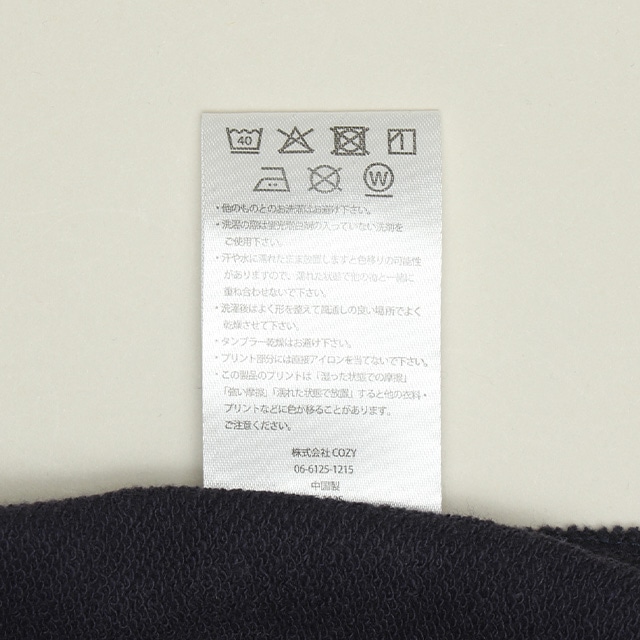 40
W
・他のものとのお洗濯はお避け下さい。
・洗濯の際は蛍光増白剤の入っていない洗剤を
ご使用下さい。
・汗や水に濡れたまま放置しますと色移りの可能性
がありますので、濡れた状態で他の物と一緒に
重ね合わせないで下さい。
・洗濯後はよく形を整えて風通しの良い場所でよく
乾燥させて下さい。
・タンブラー乾燥はお避け下さい。
・プリント部分には直接アイロンを当てないで下さい。
・この製品のプリントは「湿った状態での摩擦」
「強い摩擦」「濡れた状態で放置」すると他の衣料・
プリントなどに色が移ることがあります。
ご注意ください。
株式会社 COZY
06-6125-1215
中国製